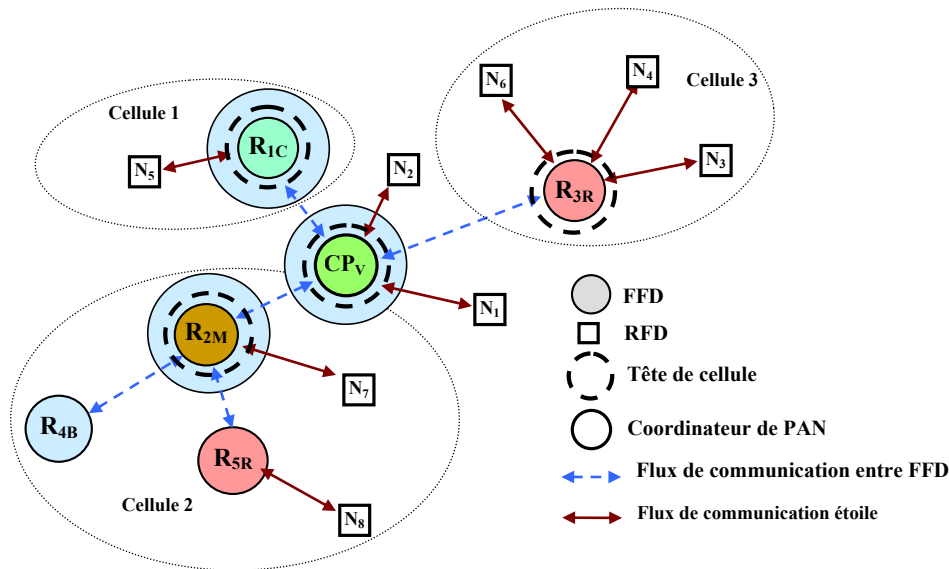 N6
N4
Cellule 3
Cellule 1
R1C
N5
N2
N3
R3R
CPV
N1
FFD
R2M
RFD
Tête de cellule
N7
R4B
Coordinateur de PAN
R5R
Flux de communication entre FFD
Cellule 2
N8
Flux de communication étoile